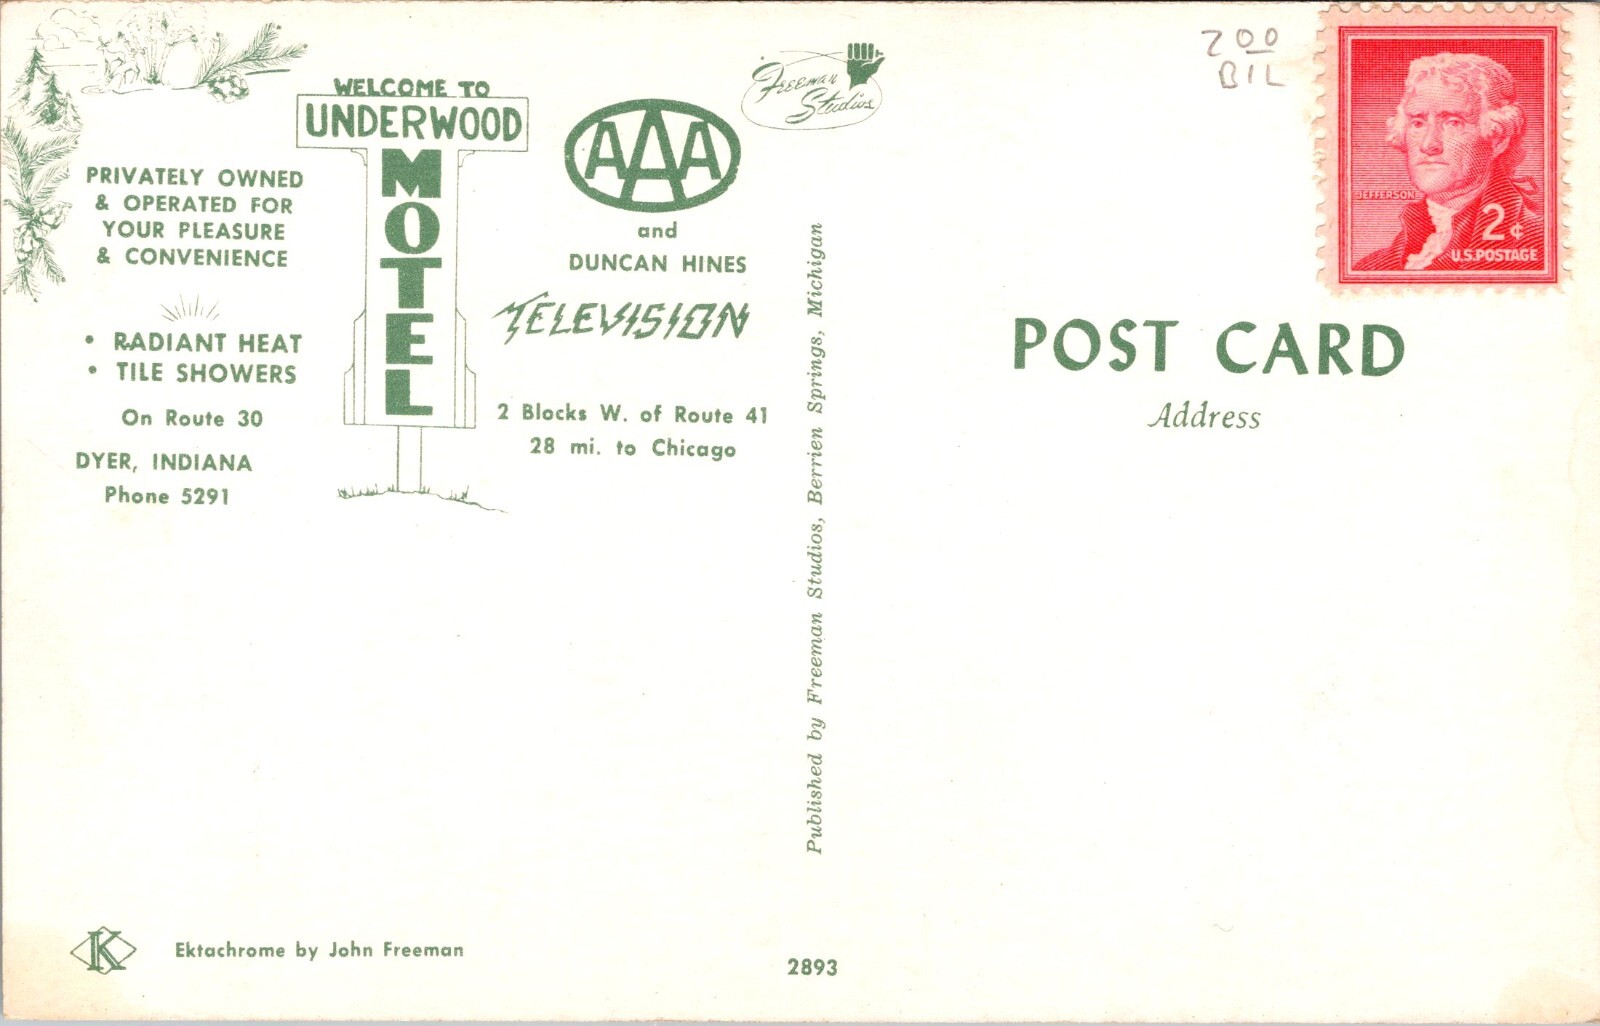 WELCOME TO
UNDERWOOD
MOTEL
PRIVATELY OWNED
& OPERATED FOR
YOUR PLEASURE
& CONVENIENCE
• RADIANT HEAT
• TILE SHOWERS
On Route 30
DYER, INDIANA
Phone 5291
AAA
and
DUNCAN HINES
TELEVISION
2 Blocks W. of Route 41
28 mi. to Chicago
Freeman
Studios
Published by Freeman Studios, Berrien Springs, Michigan
K
Ektachrome by John Freeman
2893
200
BIL
JEFFERSON
2¢
U.S. POSTAGE
POST CARD
Address